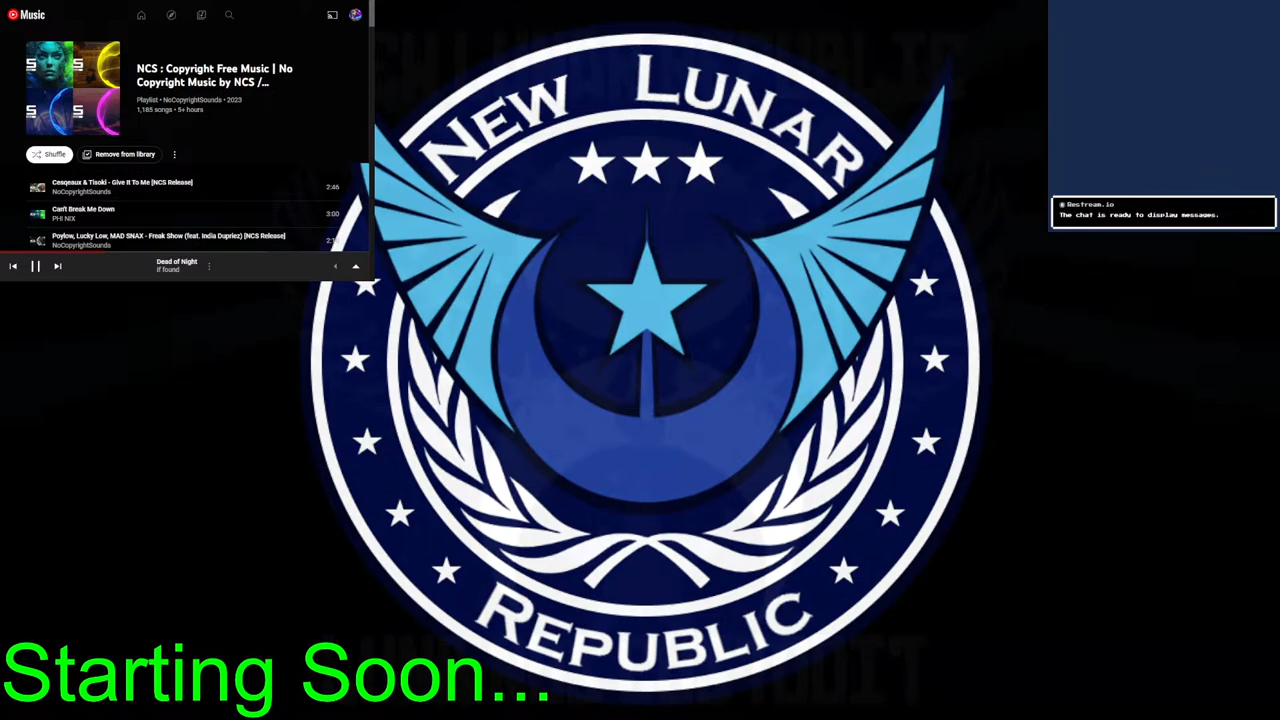 Music
NCS : Copyright Free Music | No
Copyright Music by NCS /...
Playlist • NoCopyrightSounds • 2023
1,185 songs • 5+ hours
Shuffle
Remove from library
Cesqeaux & Tisoki - Give It To Me [NCS Release]
NoCopyrightSounds
2:46
Can't Break Me Down
PHI NIX
3:00
Poylow, Lucky Low, MAD SNAX - Freak Show (feat. India Dupriez) [NCS Release]
NoCopyrightSounds
Dead of Night
if found
Restream.io
The chat is ready to display messages.
NEW LUNAR
REPUBLIC
Starting Soon...